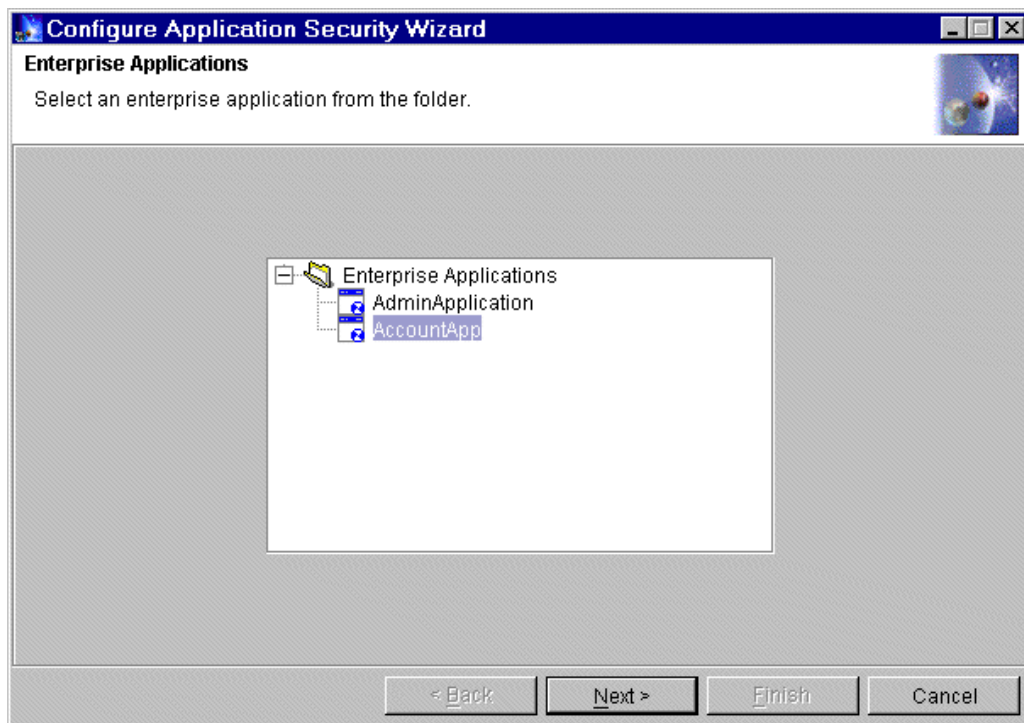 Configure Application Security Wizard
Enterprise Applications
Select an enterprise application from the folder.
Enterprise Applications
AdminApplication
AccountApp
< Back Next > Finish Cancel